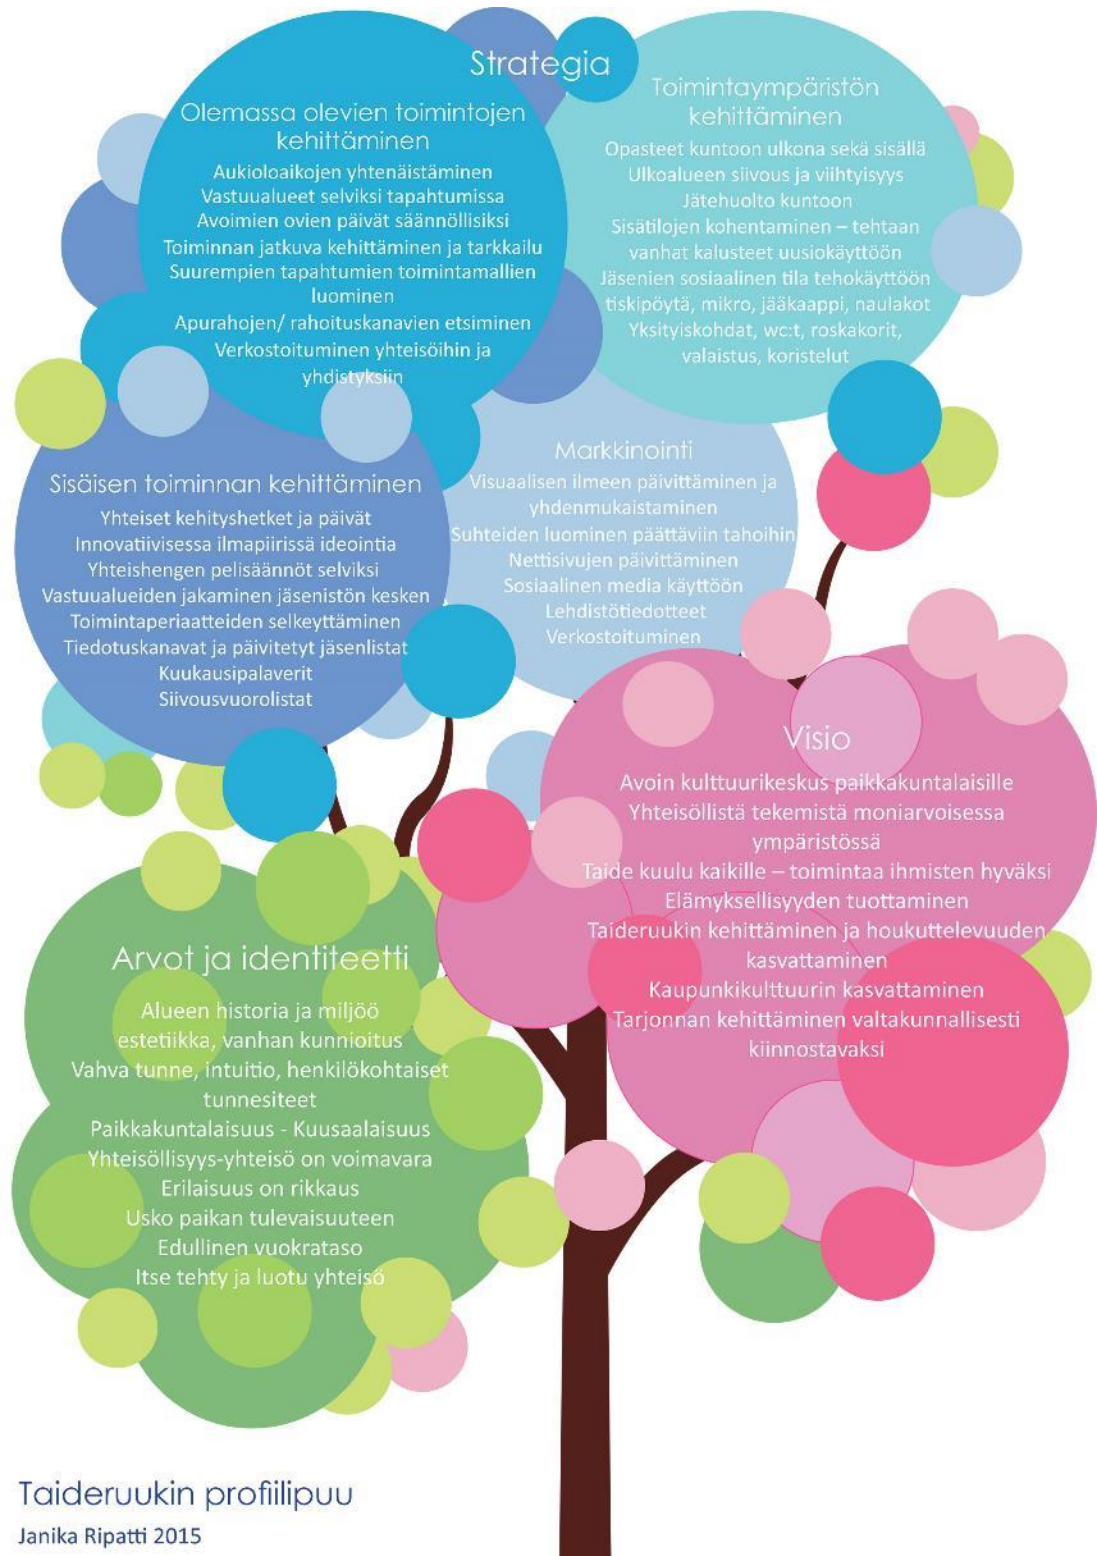 Strategia
Olemassa olevien toimintojen
kehittäminen
Aukioloaikojen yhtenäistäminen
Vastuualueet selviksi tapahtumissa
Avoimien ovien päivät säännöllisiksi
Toiminnan jatkuva kehittäminen ja tarkkailu
Suurempien tapahtumien toimintamallien
luominen
Apurahojen/ rahoituskanavien etsiminen
Verkostoituminen yhteisöihin ja
yhdistyksiin
Toimintaympäristön
kehittäminen
Opasteet kuntoon ulkona sekä sisällä
Ulkoalueen siivous ja viihtyisyys
Jätehuolto kuntoon
Sisätilojen kohentaminen – tehtaan
vanhat kalusteet uusiokäyttöön
Jäsenien sosiaalinen tila tehokäyttöön
tiskipöytä, mikro, jääkaappi, naulakot
Yksityiskohdat, wc:t, roskakorit,
valaistus, koristelut
Sisäisen toiminnan kehittäminen
Yhteiset kehityshetket ja päivät
Innovatiivisessa ilmapiirissä ideointia
Yhteishengen pelisäännöt selviksi
Vastuualueiden jakaminen jäsenistön kesken
Toimintaperiaatteiden selkeyttäminen
Tiedotuskanavat ja päivitetyt jäsenlistat
Kuukausipalaverit
Siivousvuorolistat
Markkinointi
Visuaalisen ilmeen päivittäminen ja
yhdenmukaistaminen
Suhteiden luominen päättäviin tahoihin
Nettisivujen päivittäminen
Sosiaalinen media käyttöön
Lehdistötiedotteet
Verkostoituminen
Visio
Avoin kulttuurikeskus paikkakuntalaisille
Yhteisöllistä tekemistä moniarvoisessa
ympäristössä
Taide kuulu kaikille – toimintaa ihmisten hyväksi
Elämyksellisyyden tuottaminen
Taideruukin kehittäminen ja houkuttelevuuden
kasvattaminen
Kaupunkikulttuurin kasvattaminen
Tarjonnan kehittäminen valtakunnallisesti
kiinnostavaksi
Arvot ja identiteetti
Alueen historia ja miljöö
estetiikka, vanhan kunnioitus
Vahva tunne, intuitio, henkilökohtaiset
tunnesiteet
Paikkakuntalaisuus - Kuusaalaisuus
Yhteisöllisyys-yhteisö on voimavara
Erilaisuus on rikkaus
Usko paikan tulevaisuuteen
Edullinen vuokrataso
Itse tehty ja luotu yhteisö
Taideruukin profiilipuu
Janika Ripatti 2015